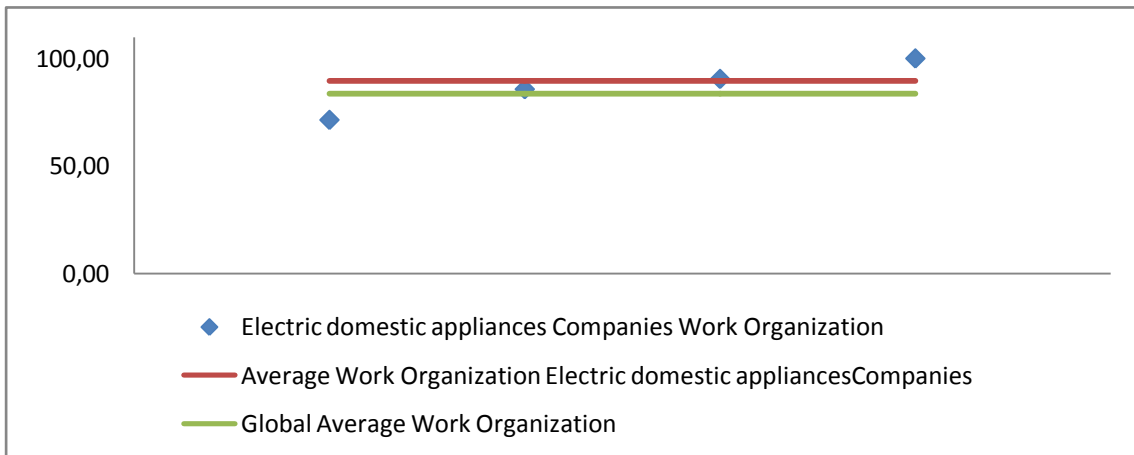 100,00
50,00
0,00
Electric domestic appliances Companies Work Organization
Average Work Organization Electric domestic appliancesCompanies
Global Average Work Organization